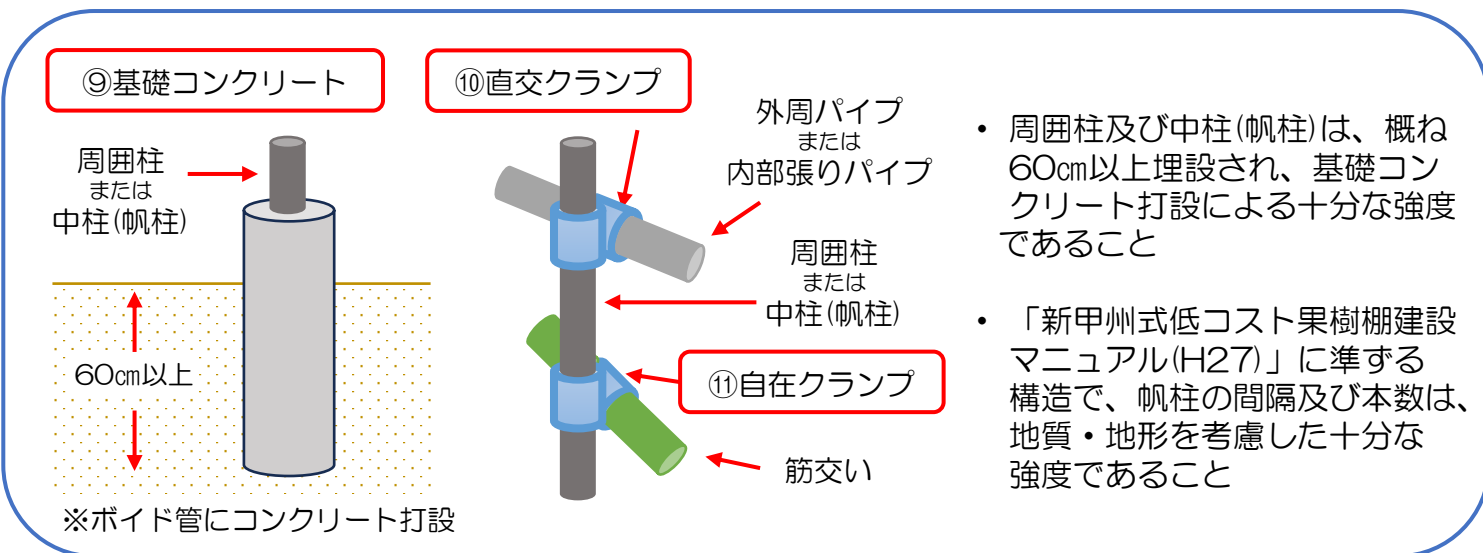 ⑨基礎コンクリート
周囲柱
または
中柱(帆柱)
60㎝以上
※ボイド管にコンクリート打設
⑩直交クランプ
外周パイプ
または
内部張りパイプ
周囲柱
または
中柱(帆柱)
⑪自在クランプ
筋交い
• 周囲柱及び中柱(帆柱)は、概ね
60㎝以上埋設され、基礎コン
クリート打設による十分な強度
であること
• 「新甲州式低コスト果樹棚建設
マニュアル(H27)」に準ずる
構造で、帆柱の間隔及び本数は、
地質・地形を考慮した十分な
強度であること